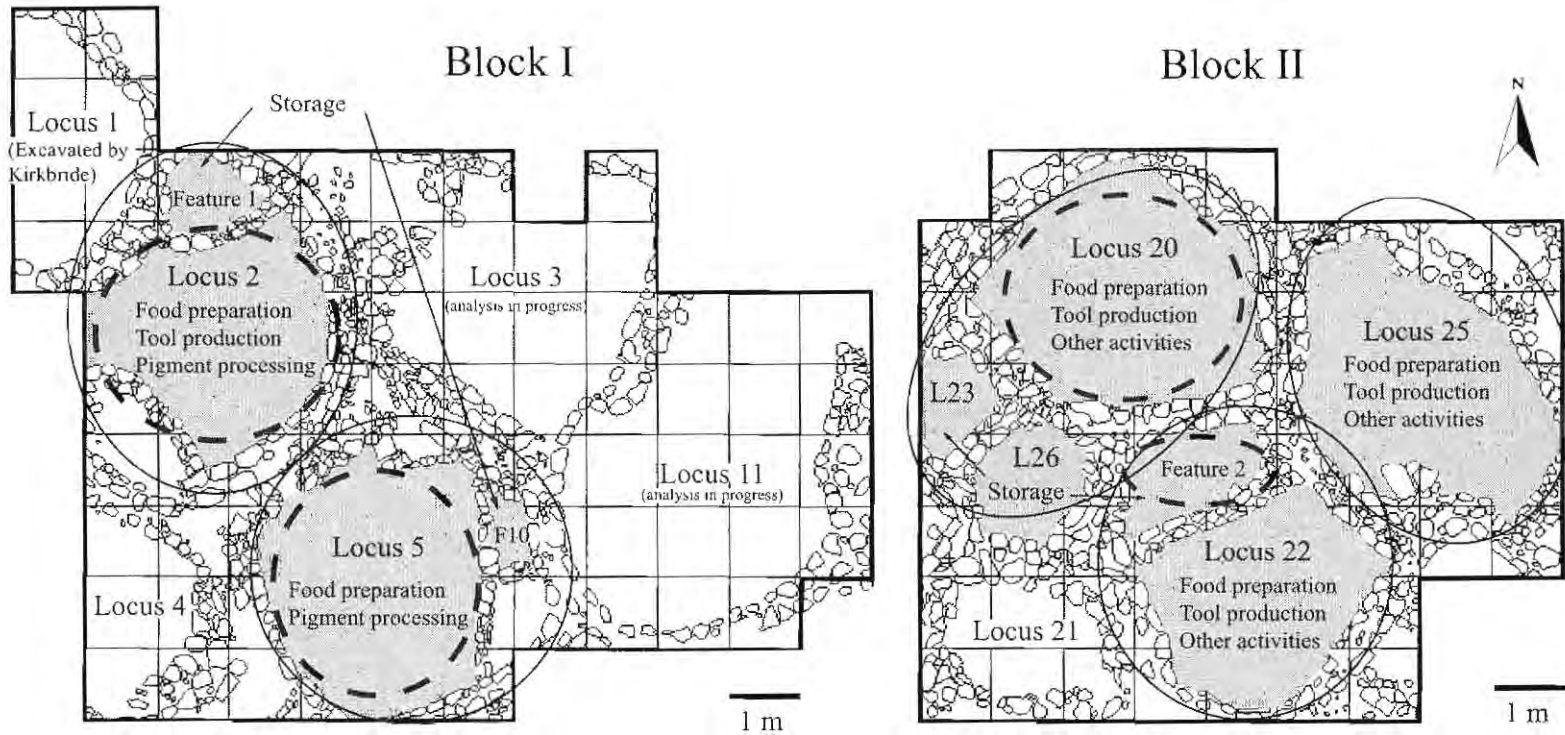 Block I
Storage
Locus 1
(Excavated by
Kirkbride)
Feature 1
Locus 2
Food preparation
Tool production
Pigment processing
Locus 3
(analysis in progress)
Locus 11
(analysis in progress)
F10
Locus 5
Food preparation
Pigment processing
Locus 4
1 m
Block II
N
Locus 20
Food preparation
Tool production
Other activities
Locus 25
Food preparation
Tool production
Other activities
L23
L26
Storage
Feature 2
Locus 22
Food preparation
Tool production
Other activities
Locus 21
1 m